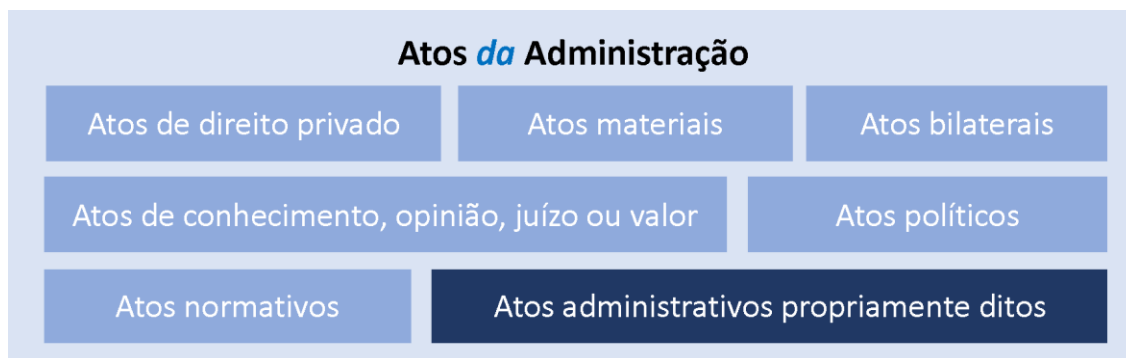 Atos da Administração
Atos de direito privado
Atos materiais
Atos bilaterais
Atos de conhecimento, opinião, juízo ou valor
Atos políticos
Atos normativos
Atos administrativos propriamente ditos